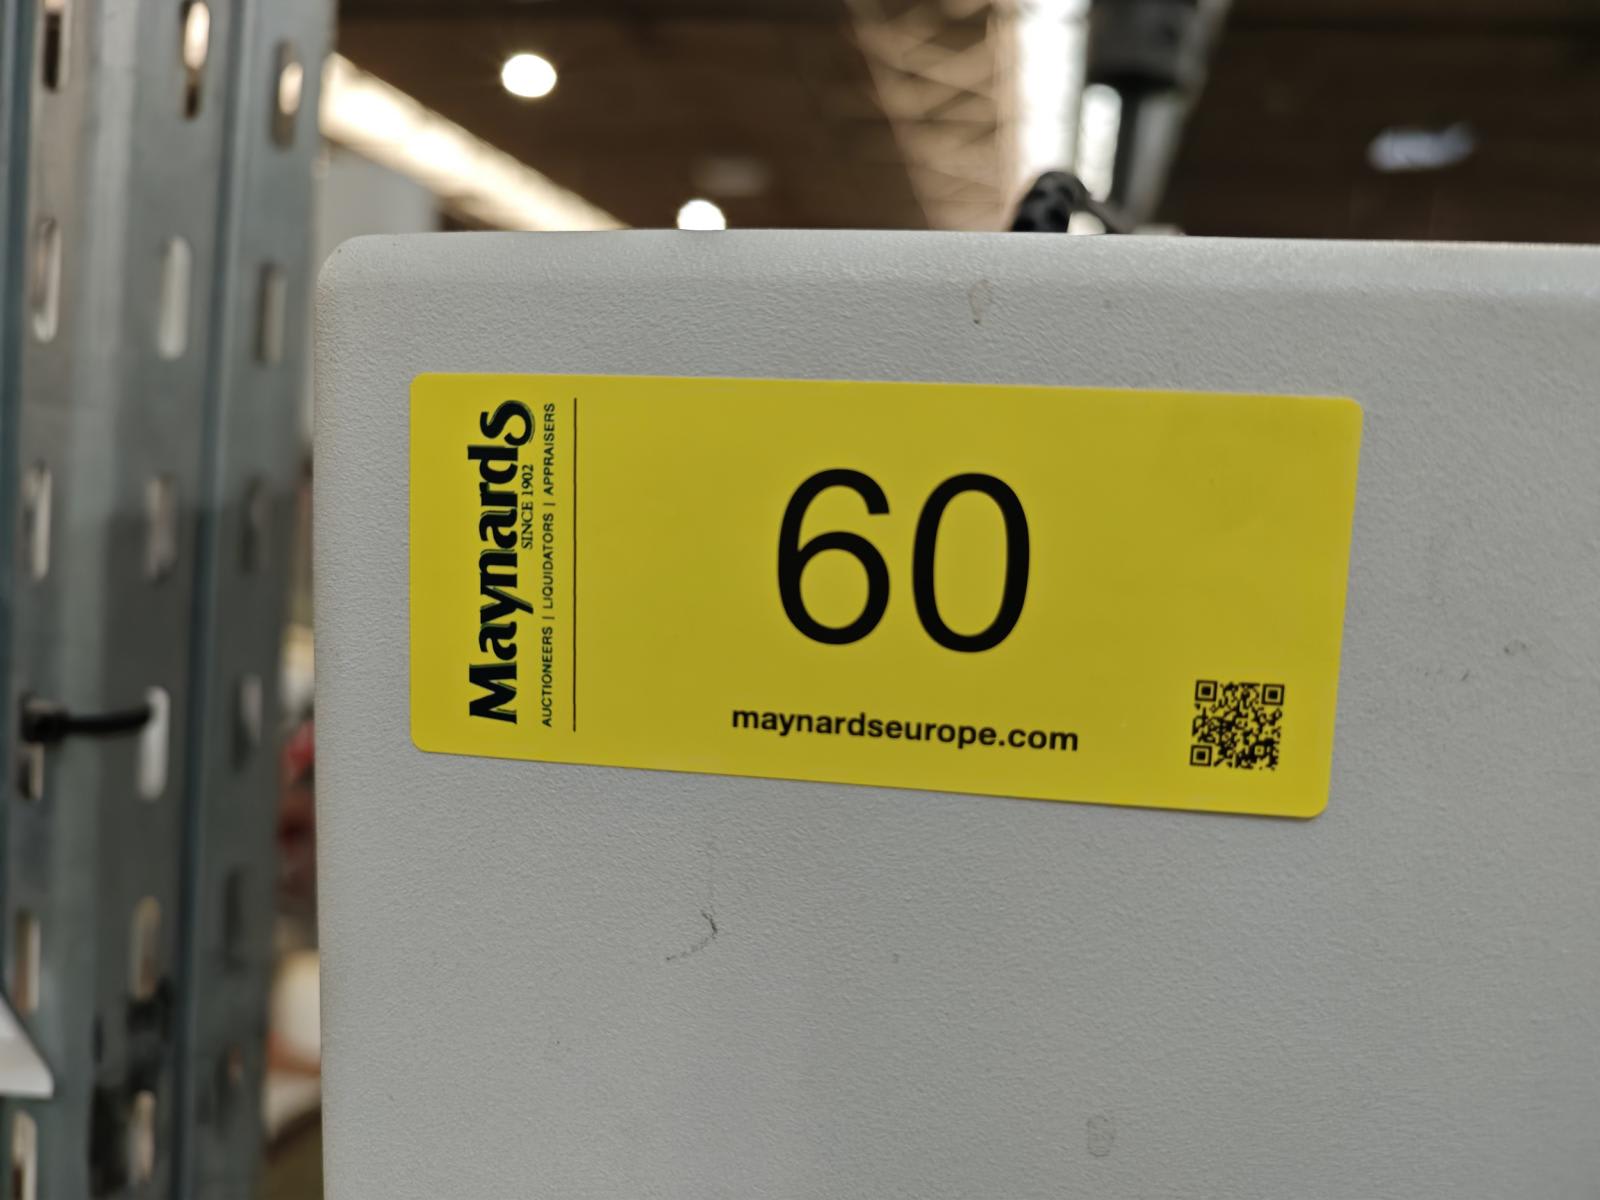 Maynards
SINCE 1902
AUCTIONEERS | LIQUIDATORS | APPRAISERS
60
maynardseurope.com